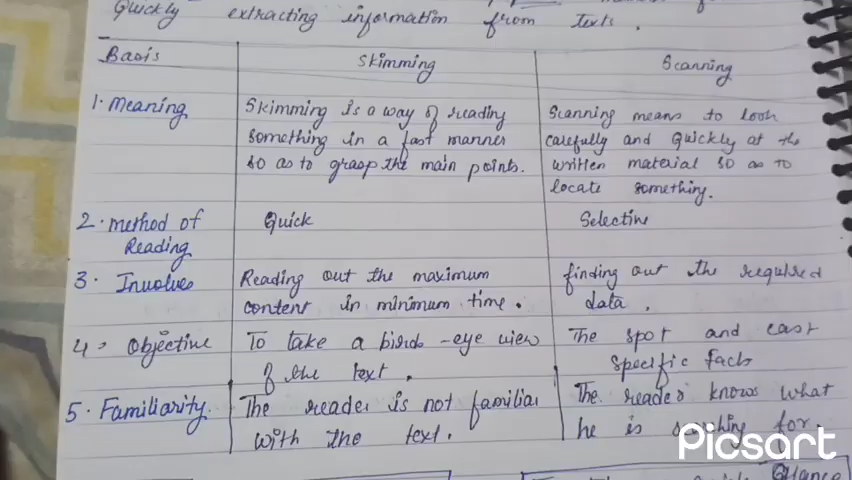 Quickly extracting information from Texts.
Basis Skimming Scanning
1. Meaning
Skimming is a way of reading
something in a fast manner
so as to grasp the main points.
Scanning means to look
carefully and Quickly at the
written material so as to
locate something.
2. Method of
Reading
Quick
Selective
3. Involves
Reading out the maximum
content in minimum time.
finding out the required
data.
4. Objective
To take a birds-eye view
of the text.
The spot and
specific facts
5. Familiarity
The reader is not familiar
with the text.
The reader knows what
he is for.
Picsart
Glance